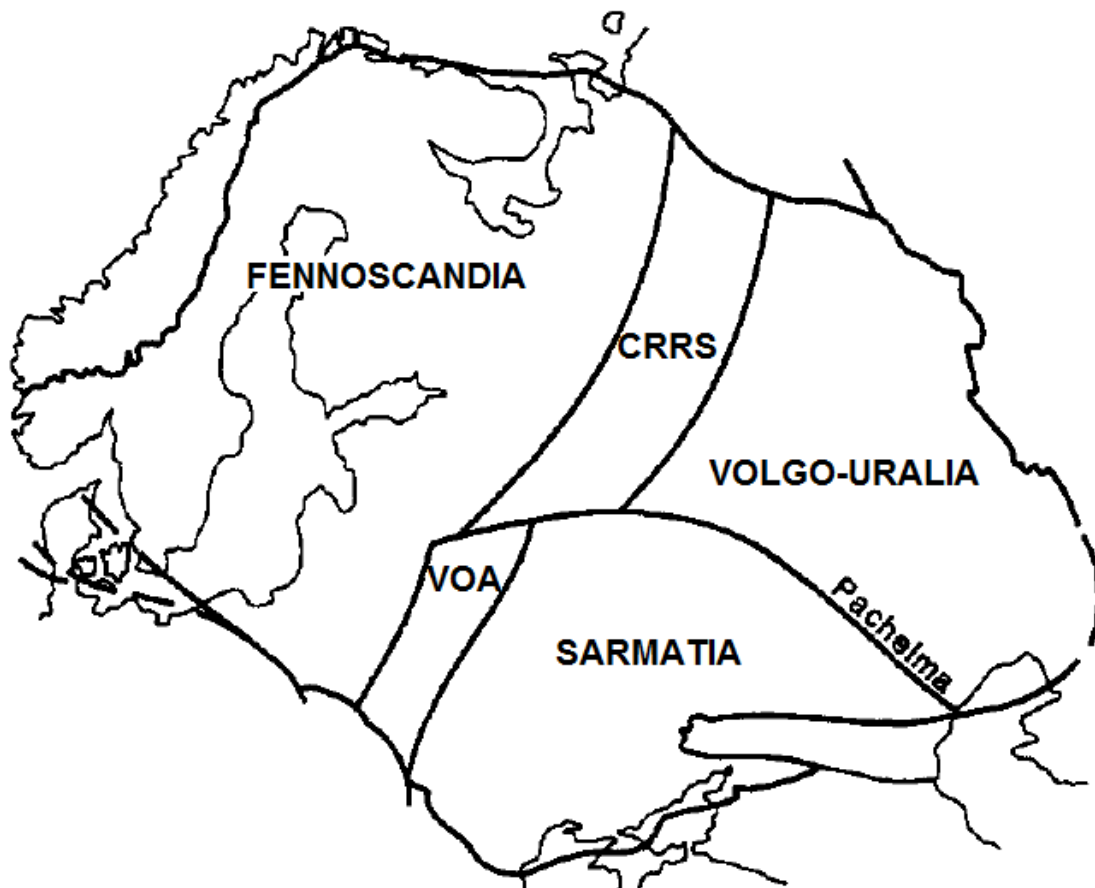 FENNOSCANDIA
CRRS
VOLGO-URALIA
VOA
Pachelma
SARMATIA